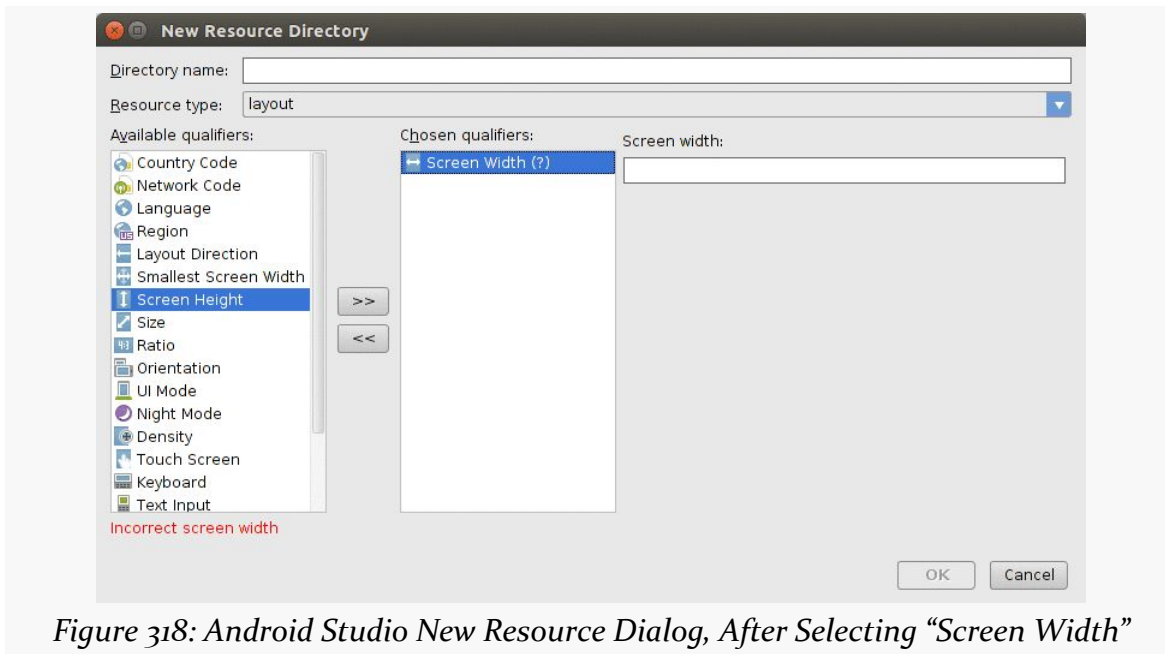 New Resource Directory
Directory name:
Resource type: layout
Available qualifiers:
Country Code
Network Code
Language
Region
Layout Direction
Smallest Screen Width
Screen Height
Size
Ratio
Orientation
UI Mode
Night Mode
Density
Touch Screen
Keyboard
Text Input
>>
<<
Chosen qualifiers:
Screen Width (?)
Screen width:
Incorrect screen width
OK Cancel
Figure 318: Android Studio New Resource Dialog, After Selecting “Screen Width”